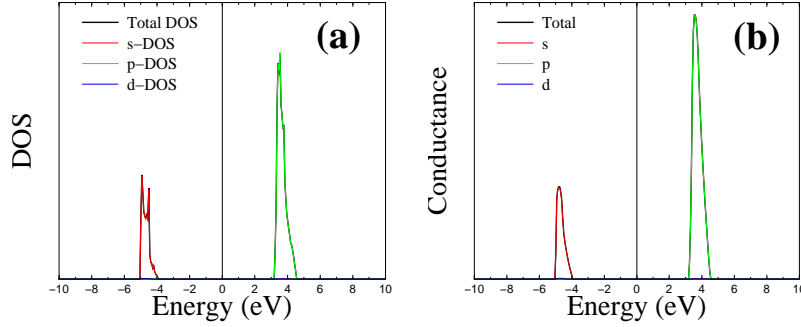 Total DOS
s−DOS
p−DOS
d−DOS
(a)
DOS
−10 −8 −6 −4 −2 0 2 4 6 8 10
Energy (eV)
Total
s
p
d
(b)
Conductance
−10 −8 −6 −4 −2 0 2 4 6 8 10
Energy (eV)